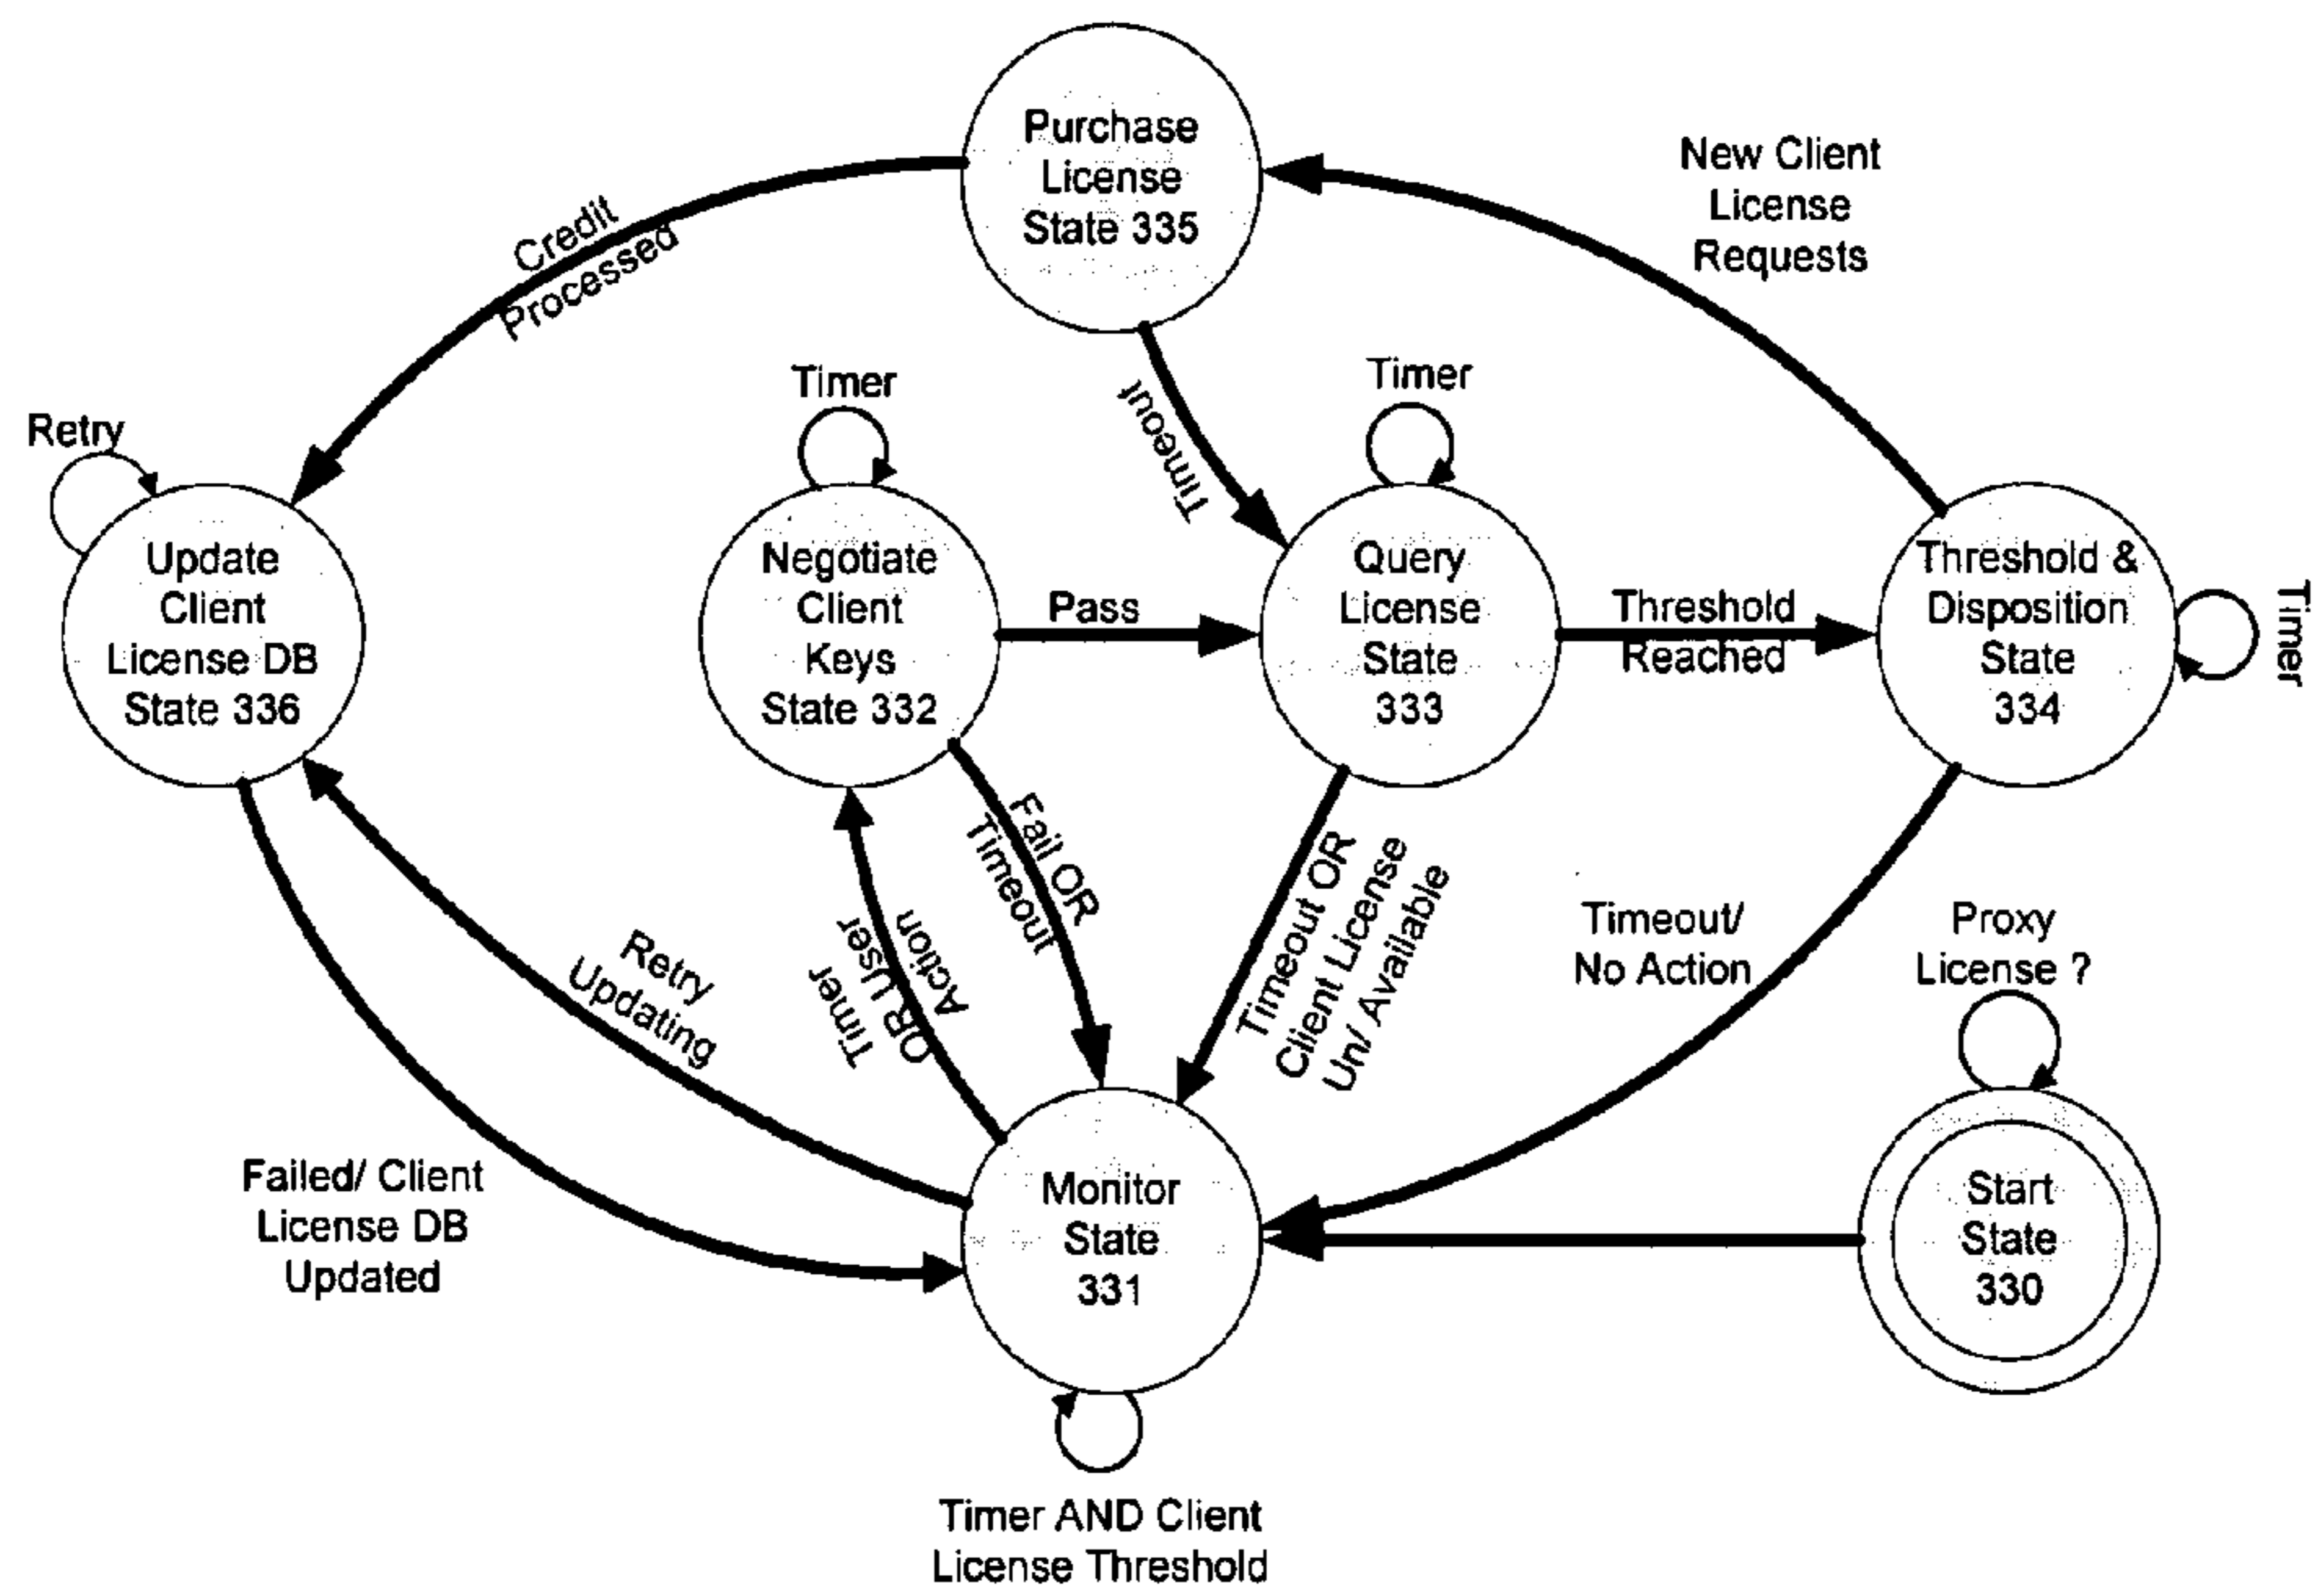 Purchase
License
State 335
New Client
License
Requests
Credit
Processed
Timeout
Timer
Timer
Retry
Update
Client
License DB
State 336
Negotiate
Client
Keys
State 332
Pass
Query
License
State
333
Threshold
Reached
Threshold &
Disposition
State
334
Timer
Fail OR
Timeout
Timer
OR User
Action
Timeout OR
Client License
Un/ Available
Retry
Updating
Timeout/
No Action
Proxy
License ?
Failed/ Client
License DB
Updated
Monitor
State
331
Start
State
330
Timer AND Client
License Threshold